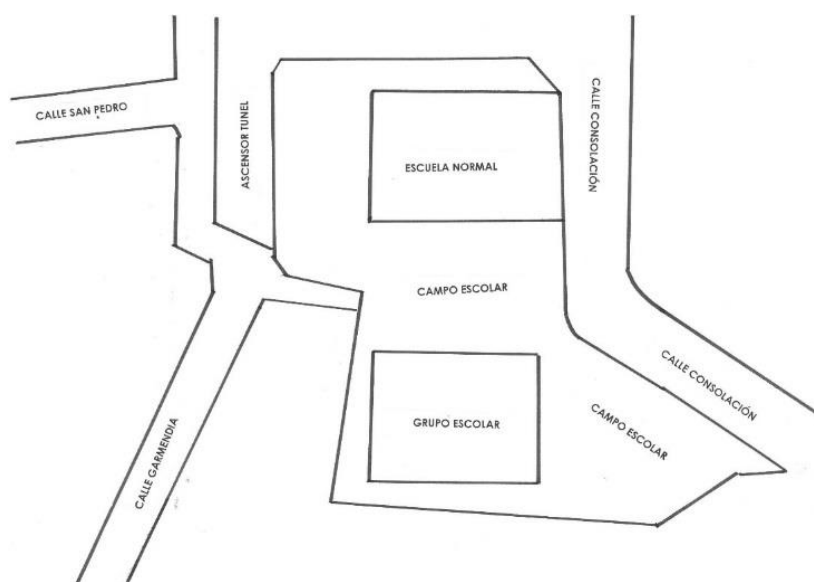 CALLE SAN PEDRO
ASCENSOR TUNEL
ESCUELA NORMAL
CALLE CONSOLACIÓN
CAMPO ESCOLAR
CALLE CONSOLACIÓN
GRUPO ESCOLAR
CAMPO ESCOLAR
CALLE GARMENDIA